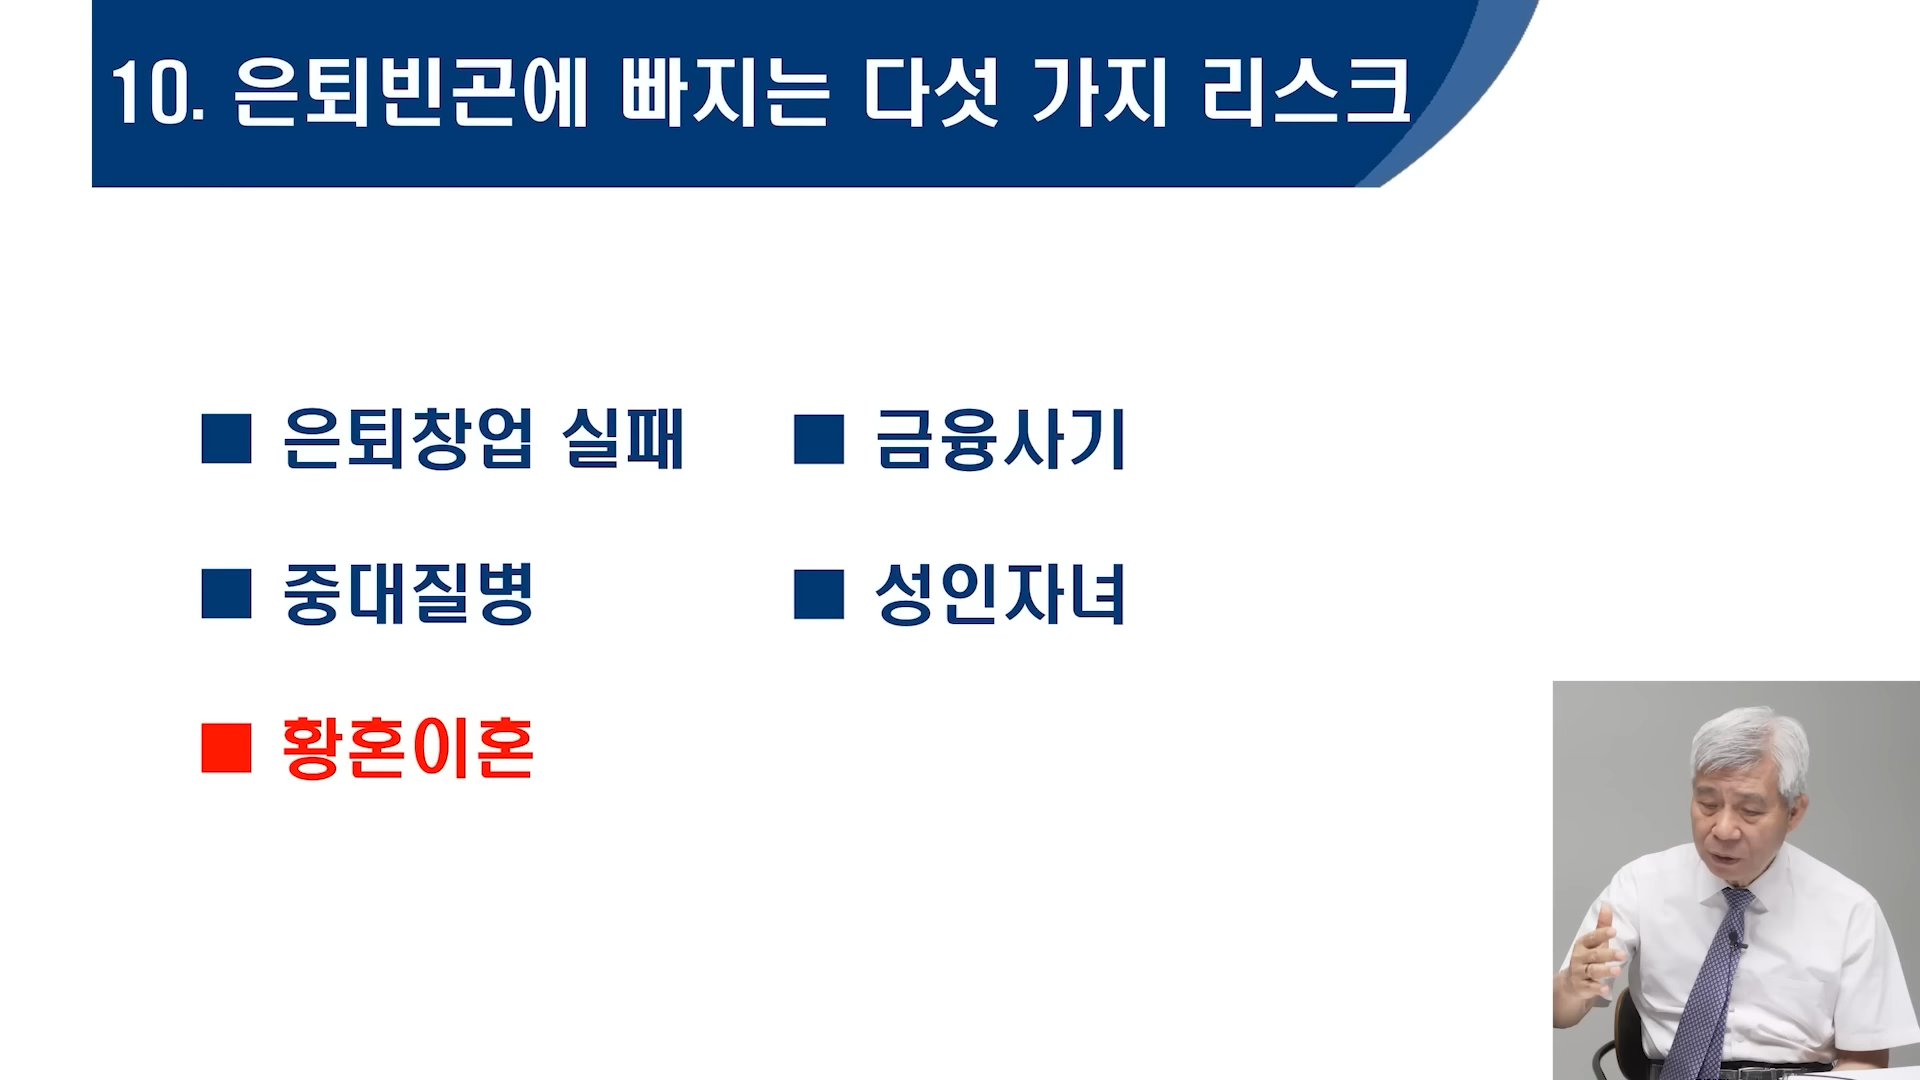 10. 은퇴빈곤에 빠지는 다섯 가지 리스크
■ 은퇴창업 실패
■ 금융사기
■ 중대질병
■ 성인자녀
■ 황혼이혼